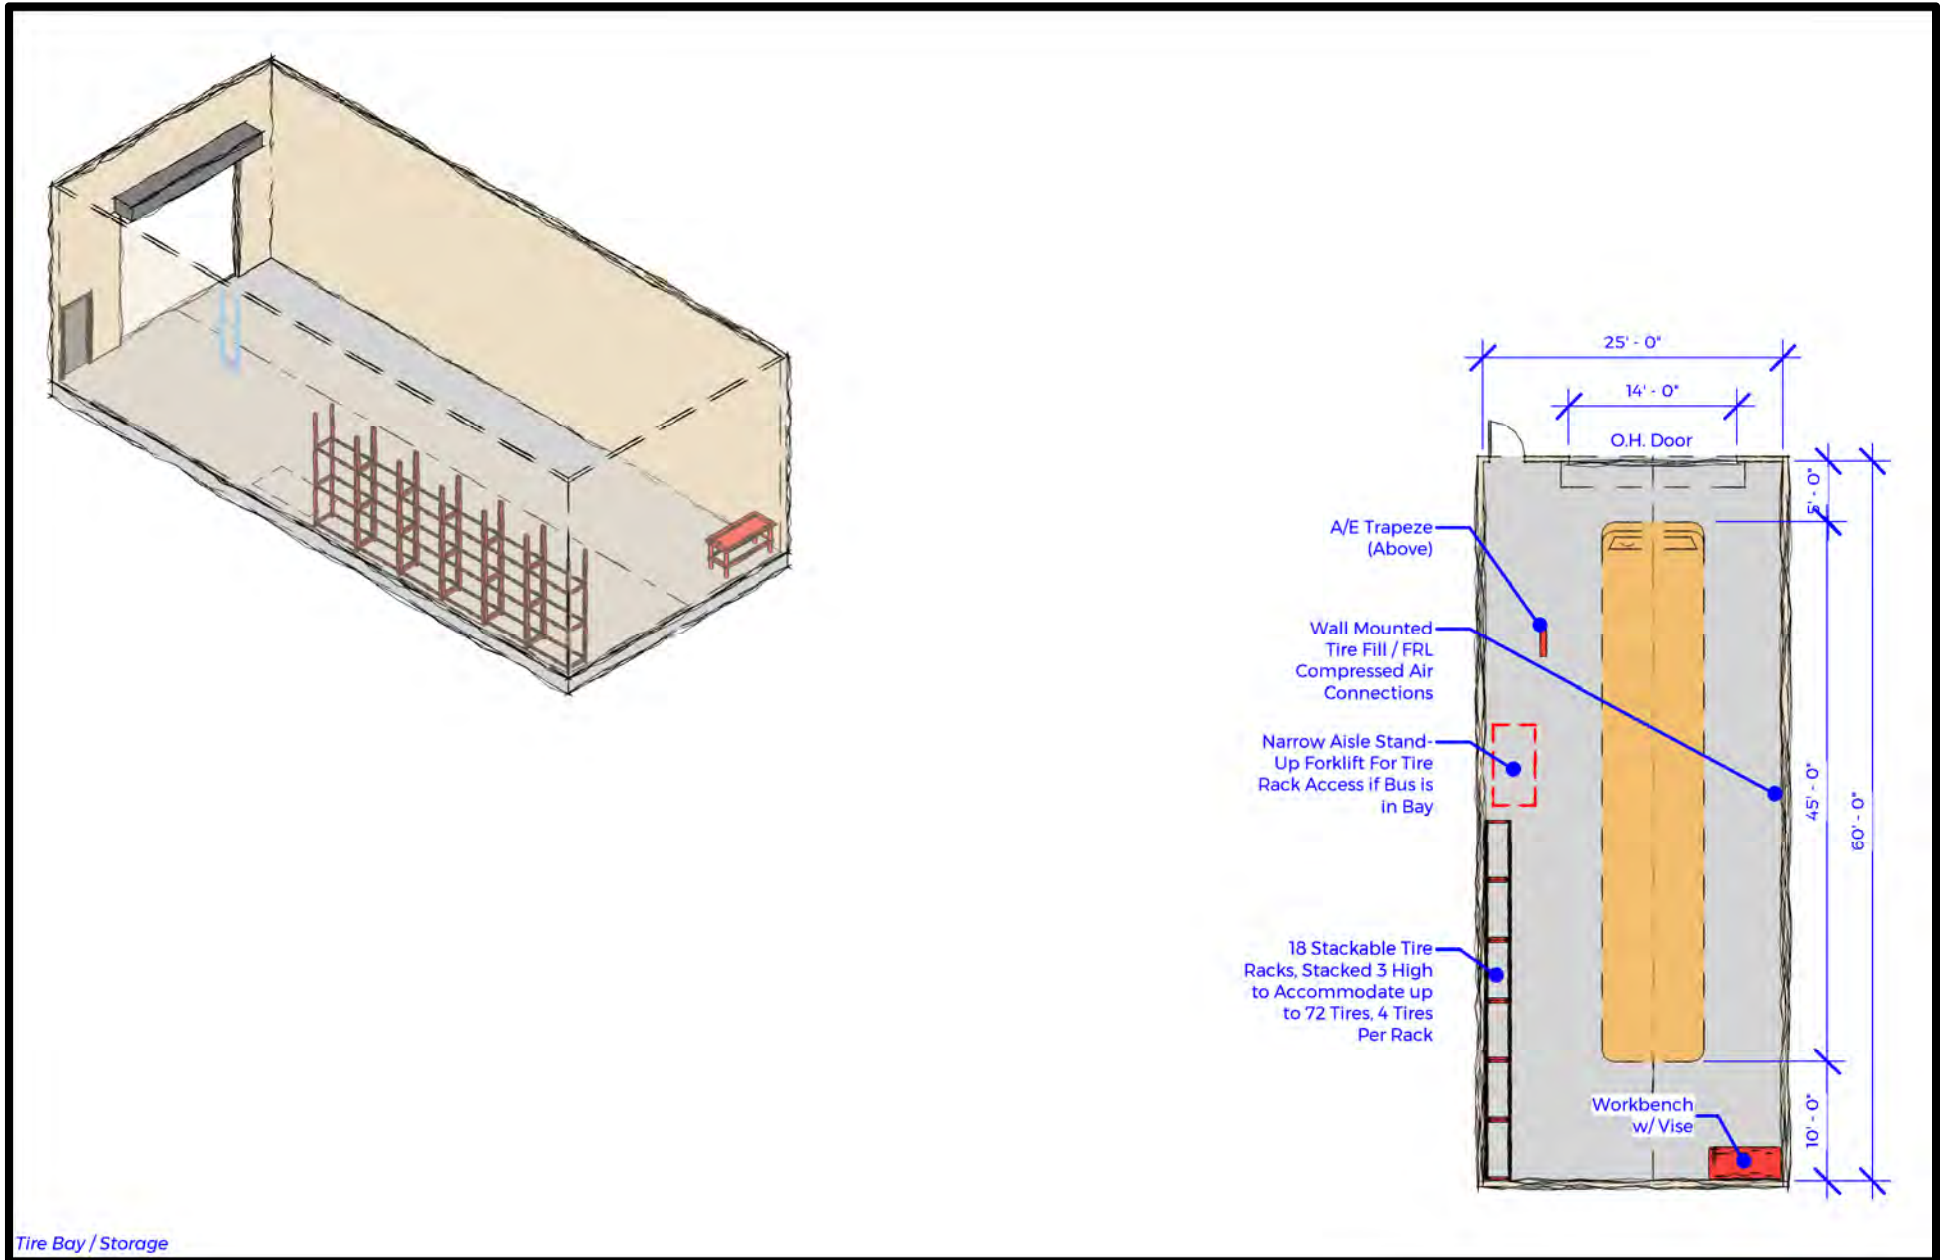 25' - 0"
14' - 0"
O.H. Door
5' - 0"
A/E Trapeze
(Above)
Wall Mounted
Tire Fill / FRL
Compressed Air
Connections
Narrow Aisle Stand-
Up Forklift For Tire
Rack Access if Bus is
in Bay
45' - 0"
60' - 0"
18 Stackable Tire
Racks, Stacked 3 High
to Accommodate up
to 72 Tires, 4 Tires
Per Rack
Workbench
w/ Vise
10' - 0"
Tire Bay / Storage